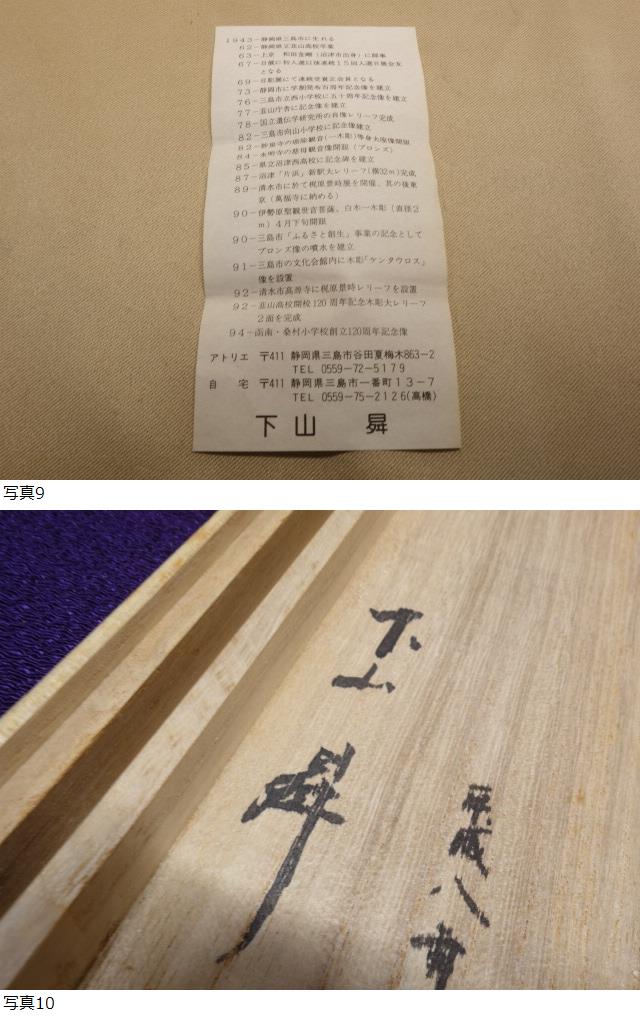 1943－静岡県三島市に生れる
62－静岡県立韮山高校卒業
63－上京　和田金剛（沼津市出身）に師事
67－日展に初入選以後連続15回入選日展会友
となる
69－日彫展にて連続受賞正会員となる
73－静岡市に学制発布百周年記念像を建立
76－三島市立西小学校に五十周年記念像を建立
77－韮山庁舎に記念像を建立
78－国立遺伝学研究所の肖像レリーフ完成
82－三島市向山小学校に記念像建立
82－妙泉寺の(一木彫)等身大座像開眼
84－本明寺の慈母観音像開眼（ブロンズ）
85－県立沼津西高校に記念碑を建立
87－沼津「片浜」新駅大レリーフ(横32m)完成
89－清水市に於て梶原景時展を開催、其の後東
京（萬福寺に納める）
90－伊勢原聖観世音菩薩、白木一木彫（直径2
m）4月下旬開眼
90－三島市「ふるさと創生」事業の記念として
ブロンズ像の噴水を建立
91－三島市の文化会館内に木彫「ケンタウロス」
像を設置
92－清水市高源寺に梶原景時レリーフを設置
92－韮山高校開校120周年記念木彫大レリーフ
2面を完成
94－函南・桑村小学校創立120周年記念像
アトリエ　〒411 静岡県三島市谷田夏梅木863－2
TEL 0559－72－5179
自　宅　〒411 静岡県三島市一番町13－7
TEL 0559－75－2126(高橋)
下山　曻
写真9
下山
昇
平成八年
写真10